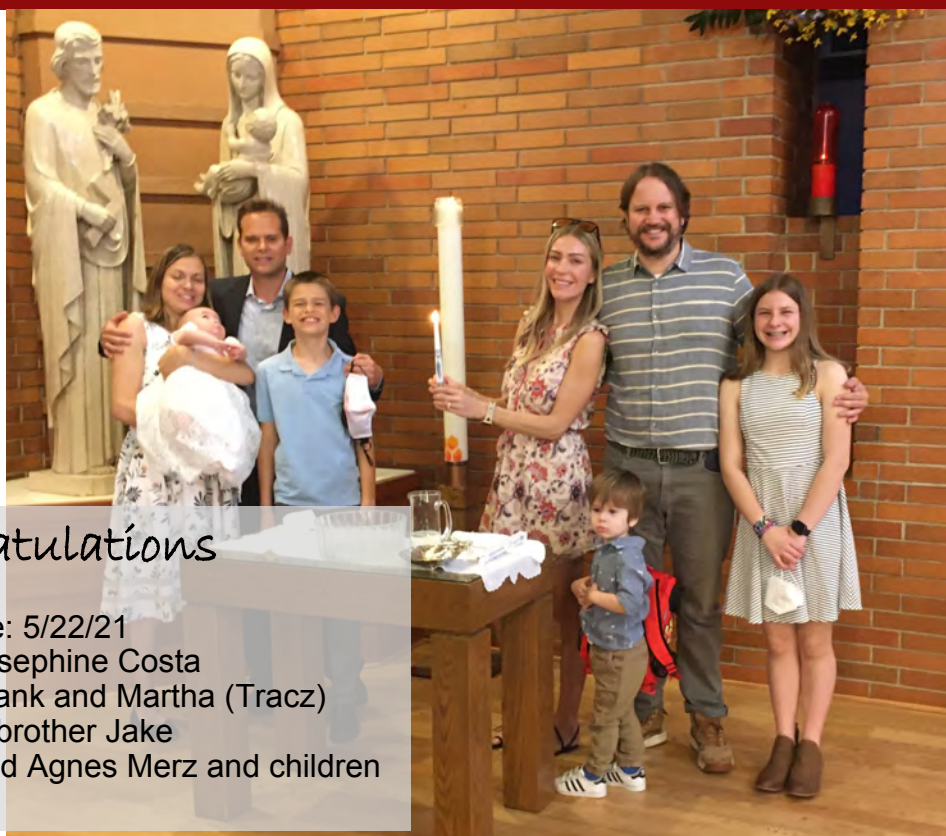 atulations
e: 5/22/21
sephine Costa
ank and Martha (Tracz)
brother Jake
d Agnes Merz and children